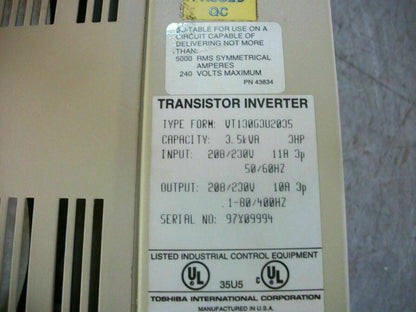 QC
SUITABLE FOR USE ON A
CIRCUIT CAPABLE OF
DELIVERING NOT MORE
THAN:
5000 RMS SYMMETRICAL
AMPERES
240 VOLTS MAXIMUM
PN 43834
TRANSISTOR INVERTER
TYPE FORM: VT130G3U2035
CAPACITY: 3.5kVA 3HP
INPUT: 208/230V 11A 3p
50/60HZ
OUTPUT: 208/230V 10A 3p
.1-80/400HZ
SERIAL NO: 97X09994
LISTED INDUSTRIAL CONTROL EQUIPMENT
UL 35U5 C UL
TOSHIBA INTERNATIONAL CORPORATION
MANUFACTURED IN U.S.A.